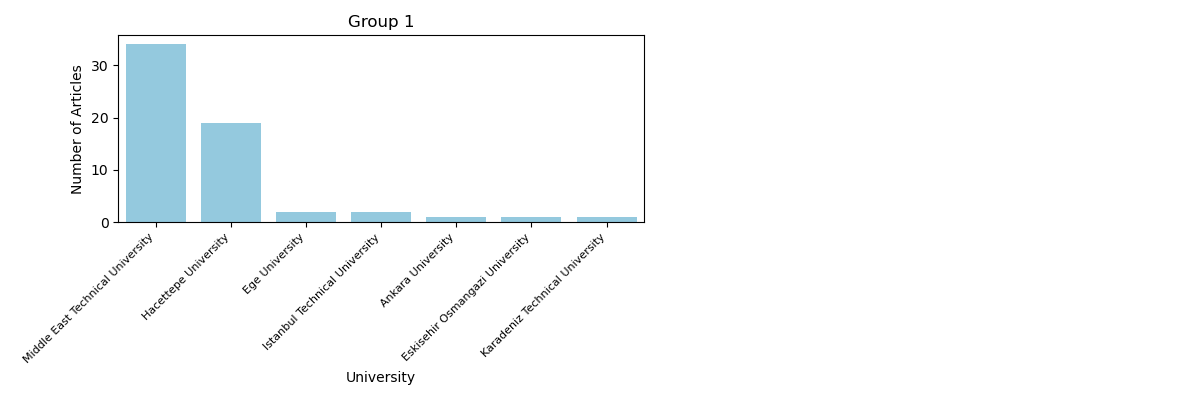 Group 1
Number of Articles
30
20
10
0
Middle East Technical University
Hacettepe University
Ege University
Istanbul Technical University
Ankara University
Eskisehir Osmangazi University
Karadeniz Technical University
University